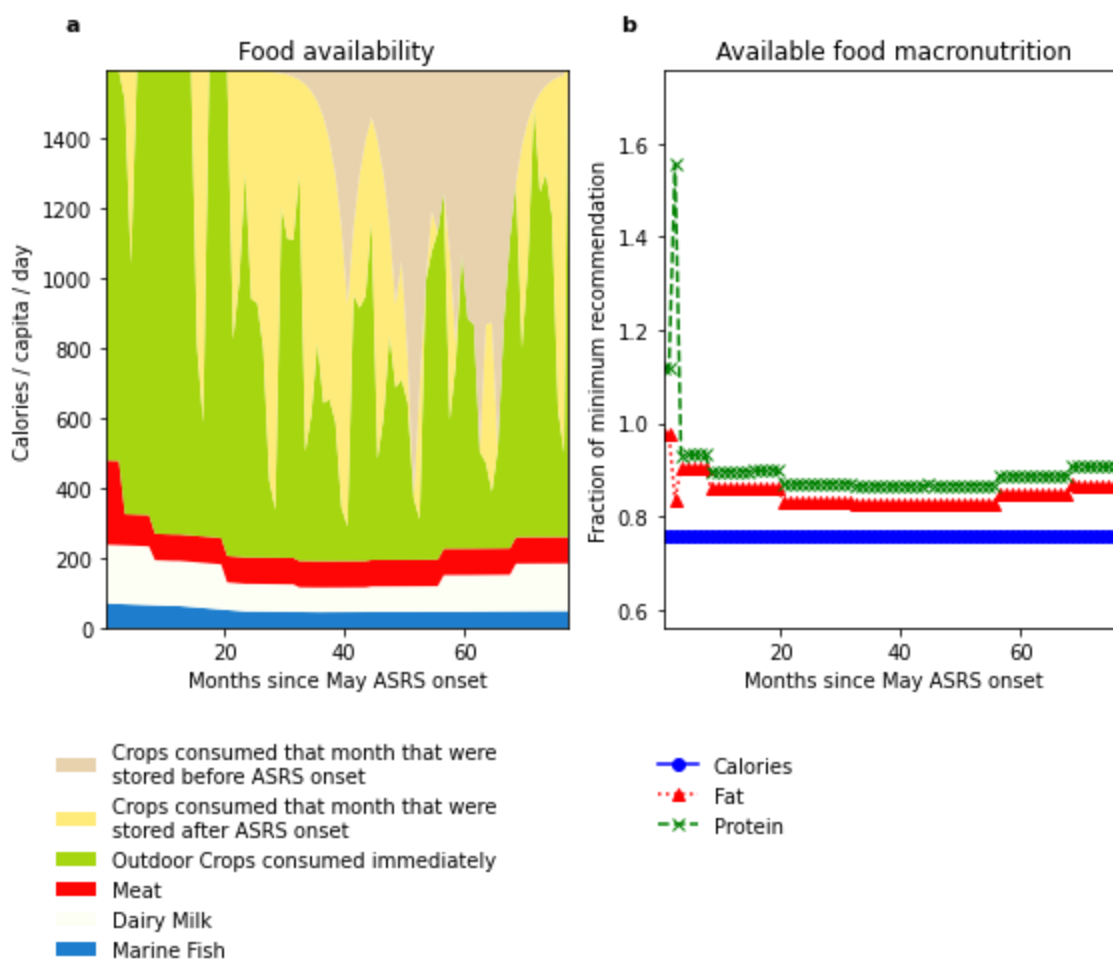 a
Food availability
Calories / capita / day
1400
1200
1000
800
600
400
200
0
20
40
60
Months since May ASRS onset
Crops consumed that month that were
stored before ASRS onset
Crops consumed that month that were
stored after ASRS onset
Outdoor Crops consumed immediately
Meat
Dairy Milk
Marine Fish
b
Available food macronutrition
Fraction of minimum recommendation
1.6
1.4
1.2
1.0
0.8
0.6
20
40
60
Months since May ASRS onset
Calories
Fat
Protein